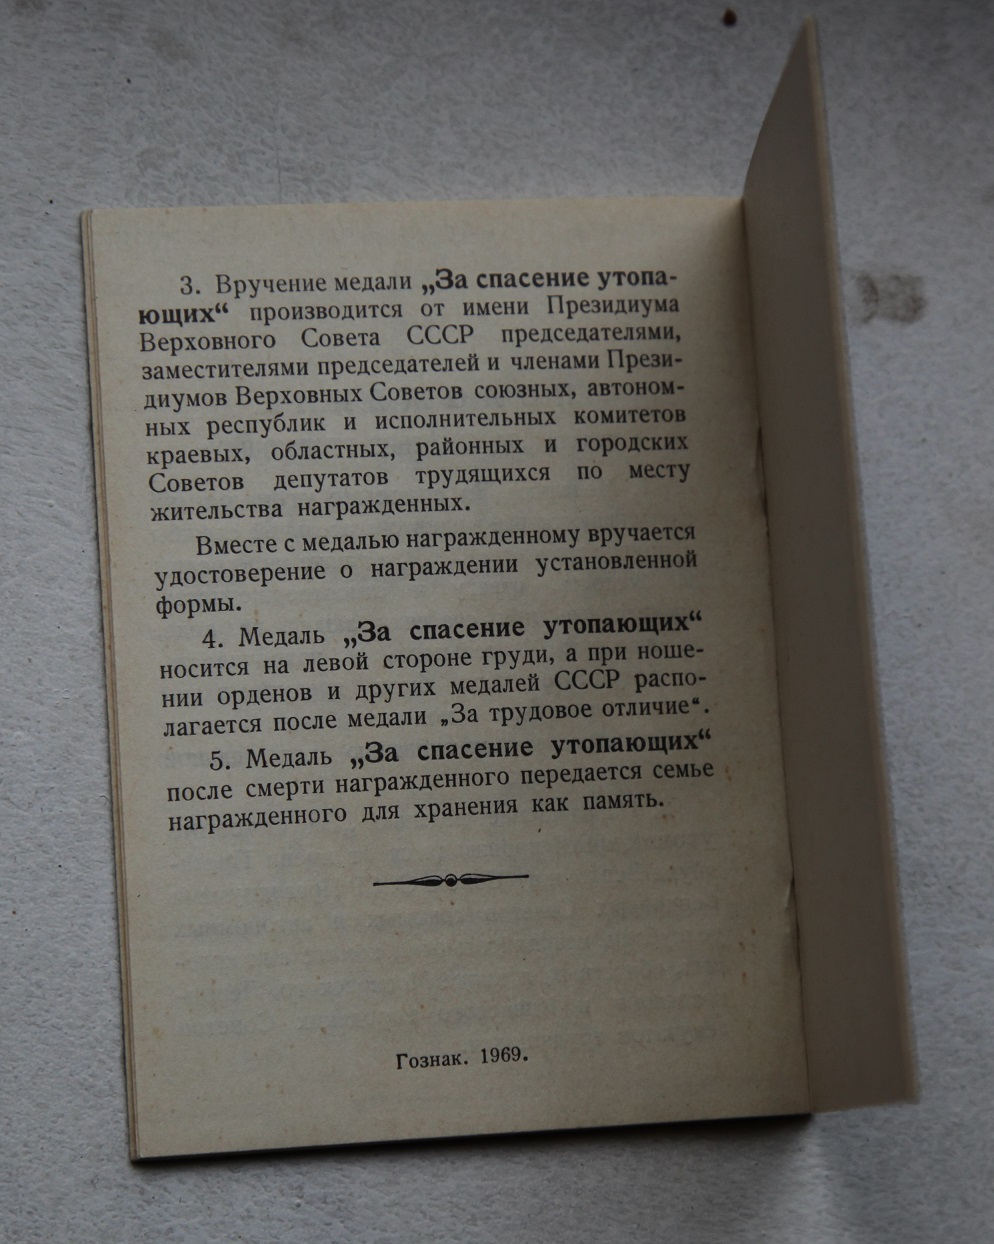 3. Вручение медали „За спасение утопа-
ющих“ производится от имени Президиума
Верховного Совета СССР председателями,
заместителями председателей и членами Прези-
диумов Верховных Советов союзных, автоном-
ных республик и исполнительных комитетов
краевых, областных, районных и городских
Советов депутатов трудящихся по месту
жительства награжденных.
Вместе с медалью награжденному вручается
удостоверение о награждении установленной
формы.
4. Медаль „За спасение утопающих“
носится на левой стороне груди, а при ноше-
нии орденов и других медалей СССР распо-
лагается после медали „За трудовое отличие“.
5. Медаль „За спасение утопающих“
после смерти награжденного передается семье
награжденного для хранения как память.
Гознак. 1969.